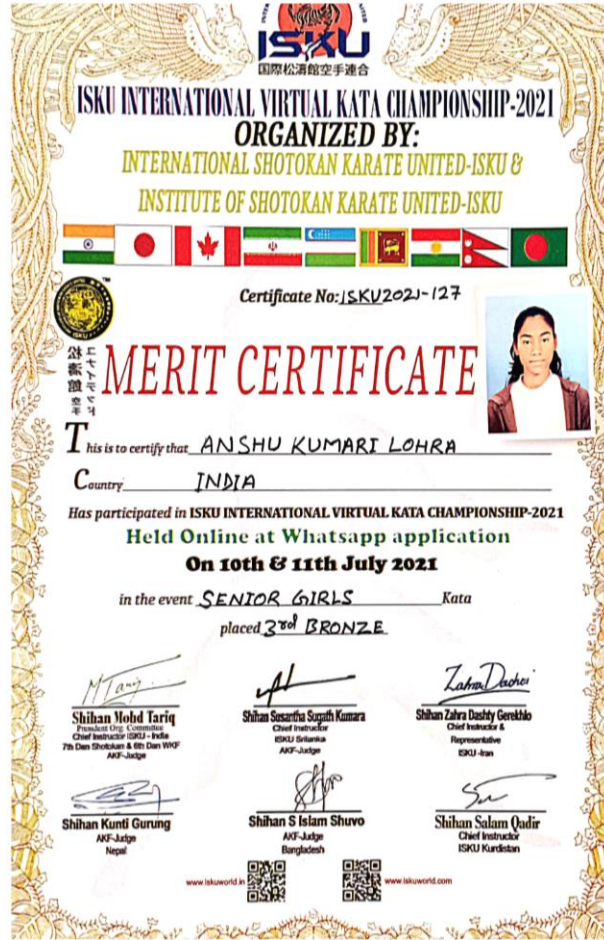 ISKU
国際松濤館空手連合
ISKU INTERNATIONAL VIRTUAL KATA CHAMPIONSHIP-2021
ORGANIZED BY:
INTERNATIONAL SHOTOKAN KARATE UNITED-ISKU &
INSTITUTE OF SHOTOKAN KARATE UNITED-ISKU
Certificate No: ISKU2021-127
MERIT CERTIFICATE
This is to certify that ANSHU KUMARI LOHRA
Country INDIA
Has participated in ISKU INTERNATIONAL VIRTUAL KATA CHAMPIONSHIP-2021
Held Online at Whatsapp application
On 10th & 11th July 2021
in the event SENIOR GIRLS Kata
placed 3rd BRONZE
Shihan Mohd Tariq
President Org. Committee
Chief Instructor ISKU - India
7th Dan Shotokan & 6th Dan WKF
AKF-Judge
Shihan Susantha Sugath Kumara
Chief Instructor
ISKU Srilanka
AKF-Judge
Shihan Zahra Dashty Gerekhlo
Chief Instructor &
Representative
ISKU -Iran
Shihan Kunti Gurung
AKF-Judge
Nepal
Shihan S Islam Shuvo
AKF-Judge
Bangladesh
Shihan Salam Qadir
Chief Instructor
ISKU Kurdistan
www.iskuworld.in
www.iskuworld.com